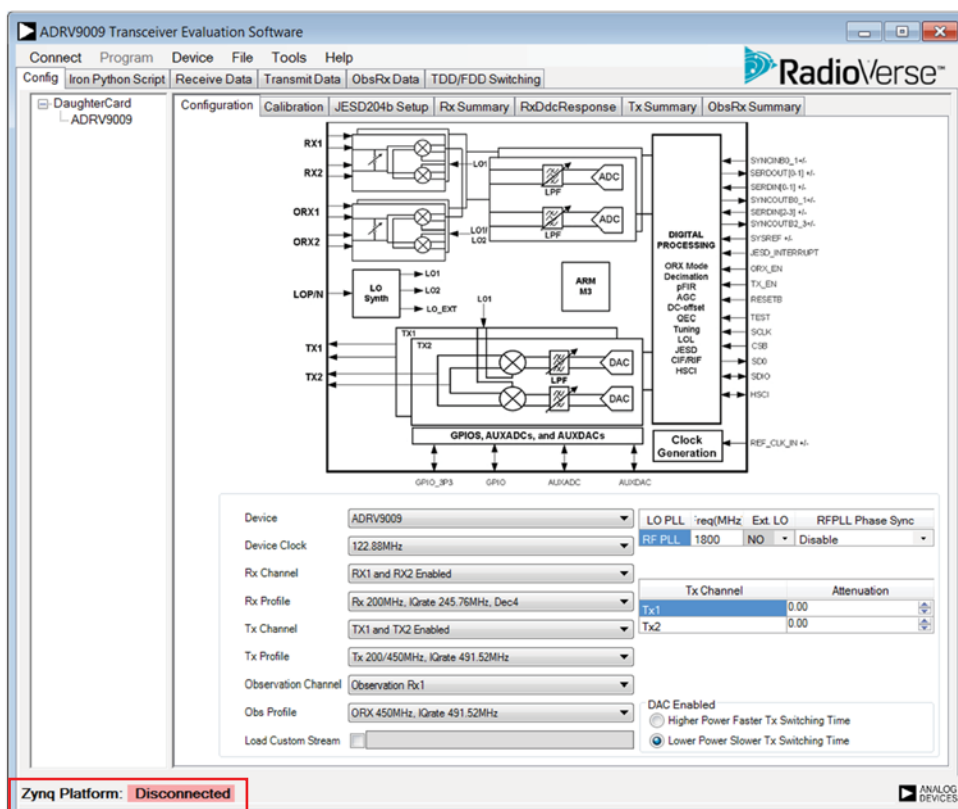 ADRV9009 Transceiver Evaluation Software
Connect Program Device File Tools Help
RadioVerse™
Config Iron Python Script Receive Data Transmit Data ObsRx Data TDD/FDD Switching
DaughterCard
ADRV9009
Configuration Calibration JESD204b Setup Rx Summary RxDdcResponse Tx Summary ObsRx Summary
RX1
RX2
LO1
LPF
ADC
LPF
ADC
ORX1
ORX2
LO1/
LO2
LOP/N
LO
Synth
LO1
LO2
LO_EXT
LO1
ARM
M3
TX1
TX2
TX1
TX2
LPF
DAC
DAC
DIGITAL
PROCESSING
ORX Mode
Decimation
pFIR
AGC
DC-offset
QEC
Tuning
LOL
JESD
CIF/RIF
HSCI
SYNCINB0_1+/-
SERDOUT[0-1] +/-
SERDIN[0-1] +/-
SYNCOUTB0_1+/-
SERDIN[2-3] +/-
SYNCOUTB2_3+/-
SYSREF +/-
JESD_INTERRUPT
ORX_EN
TX_EN
RESETB
TEST
SCLK
CSB
SD0
SDIO
HSCI
GPIOS, AUXADCs, and AUXDACs
Clock
Generation
REF_CLK_IN +/-
GPIO_3P3 GPIO AUXADC AUXDAC
Device ADRV9009
Device Clock 122.88MHz
Rx Channel RX1 and RX2 Enabled
Rx Profile Rx 200MHz, IQrate 245.76MHz, Dec4
Tx Channel TX1 and TX2 Enabled
Tx Profile Tx 200/450MHz, IQrate 491.52MHz
Observation Channel Observation Rx1
Obs Profile ORX 450MHz, IQrate 491.52MHz
Load Custom Stream
LO PLL req(MHz Ext. LO RFPLL Phase Sync
RF PLL 1800 NO Disable
Tx Channel Attenuation
Tx1 0.00
Tx2 0.00
DAC Enabled
Higher Power Faster Tx Switching Time
Lower Power Slower Tx Switching Time
Zynq Platform: Disconnected
ANALOG
DEVICES